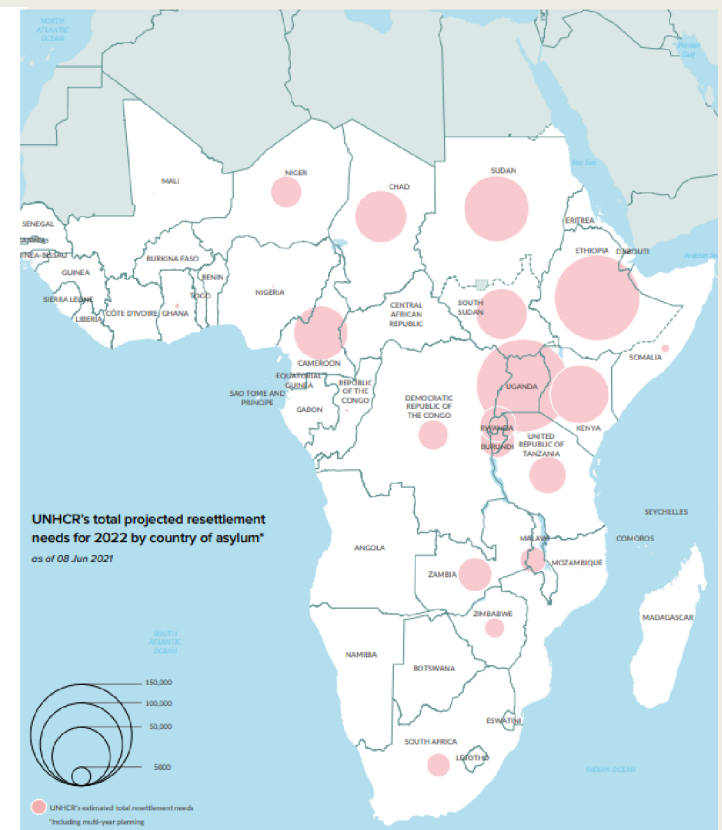 NORTH
ATLANTIC
OCEAN
Persian
Gulf
MALI
NIGER
CHAD
SUDAN
Red Sea
SENEGAL
ERITREA
BURKINA FASO
ETHIOPIA
DJIBOUTI
GUINEA
BENIN
NIGERIA
TOGO
SIERRA LEONE
CÔTE D'IVOIRE
GHANA
LIBERIA
CENTRAL
AFRICAN
REPUBLIC
SOUTH
SUDAN
SOMALIA
CAMEROON
EQUATORIAL
GUINEA
REPUBLIC
OF THE
CONGO
UGANDA
SAO TOME AND
PRINCIPE
GABON
DEMOCRATIC
REPUBLIC OF
THE CONGO
RWANDA
KENYA
BURUNDI
UNITED
REPUBLIC OF
TANZANIA
UNHCR's total projected resettlement
needs for 2022 by country of asylum*
as of 08 Jun 2021
SEYCHELLES
ANGOLA
MALAWI
COMOROS
ZAMBIA
MOZAMBIQUE
ZIMBABWE
MADAGASCAR
SOUTH
ATLANTIC
OCEAN
NAMIBIA
BOTSWANA
150,000
100,000
50,000
5000
ESWATINI
SOUTH AFRICA
LESOTHO
INDIAN OCEAN
UNHCR's estimated total resettlement needs
*Including multi-year planning